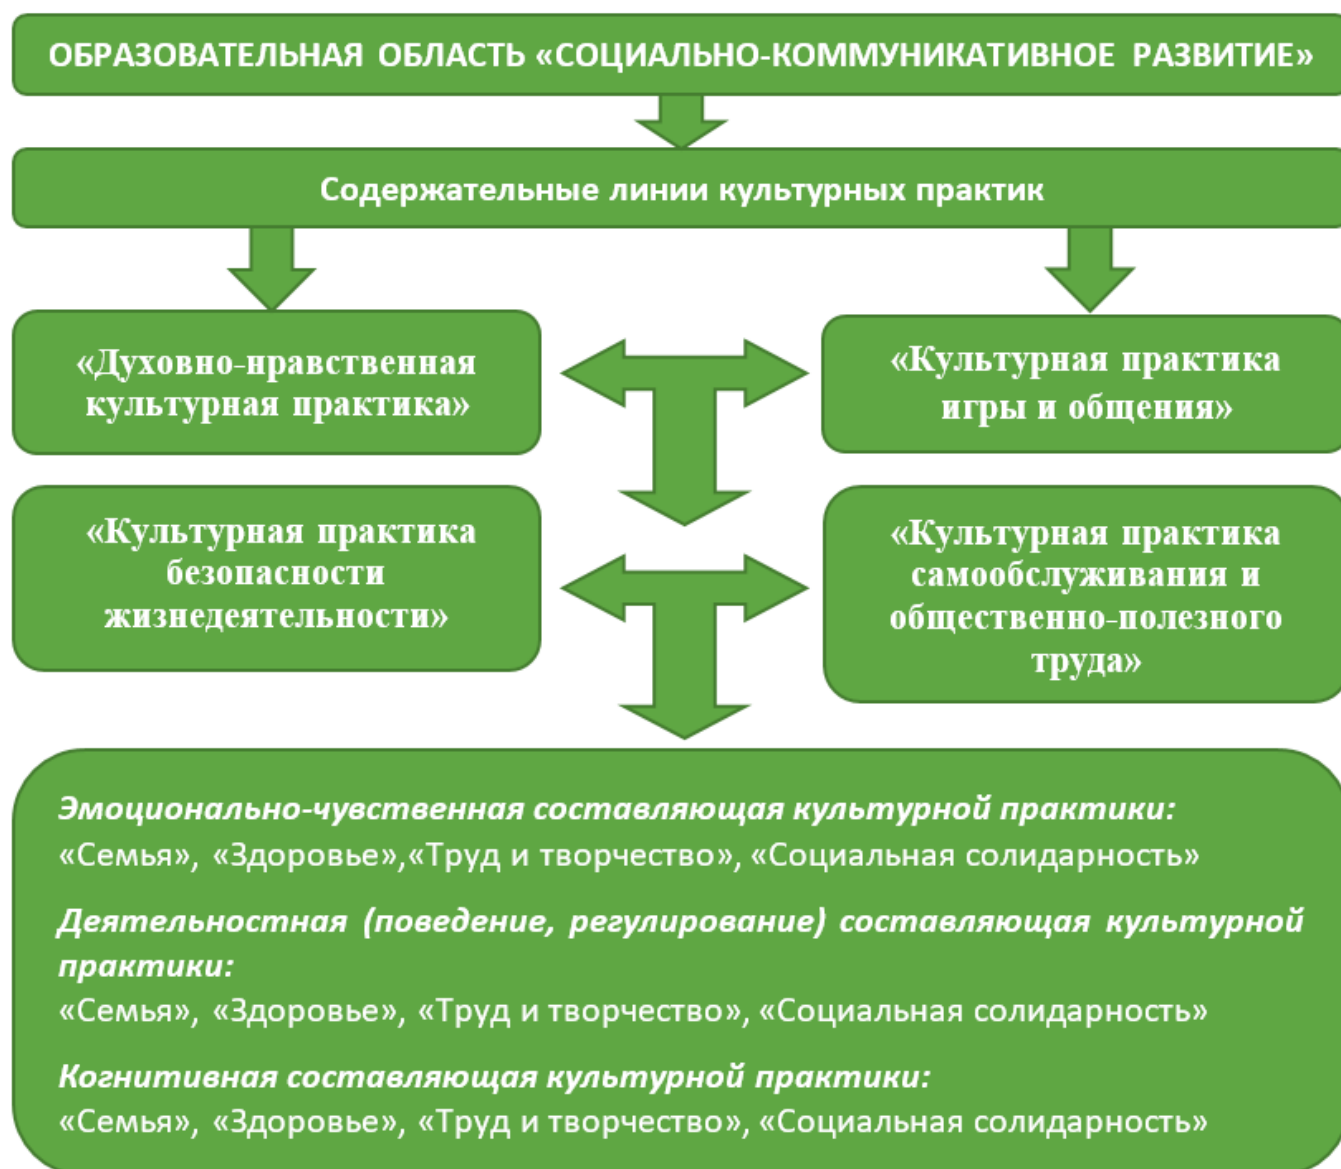 ОБРАЗОВАТЕЛЬНАЯ ОБЛАСТЬ «СОЦИАЛЬНО-КОММУНИКАТИВНОЕ РАЗВИТИЕ»
Содержательные линии культурных практик
«Духовно-нравственная
культурная практика»
«Культурная практика
игры и общения»
«Культурная практика
безопасности
жизнедеятельности»
«Культурная практика
самообслуживания и
общественно-полезного
труда»
Эмоционально-чувственная составляющая культурной практики:
«Семья», «Здоровье»,«Труд и творчество», «Социальная солидарность»
Деятельностная (поведение, регулирование) составляющая культурной
практики:
«Семья», «Здоровье», «Труд и творчество», «Социальная солидарность»
Когнитивная составляющая культурной практики:
«Семья», «Здоровье», «Труд и творчество», «Социальная солидарность»